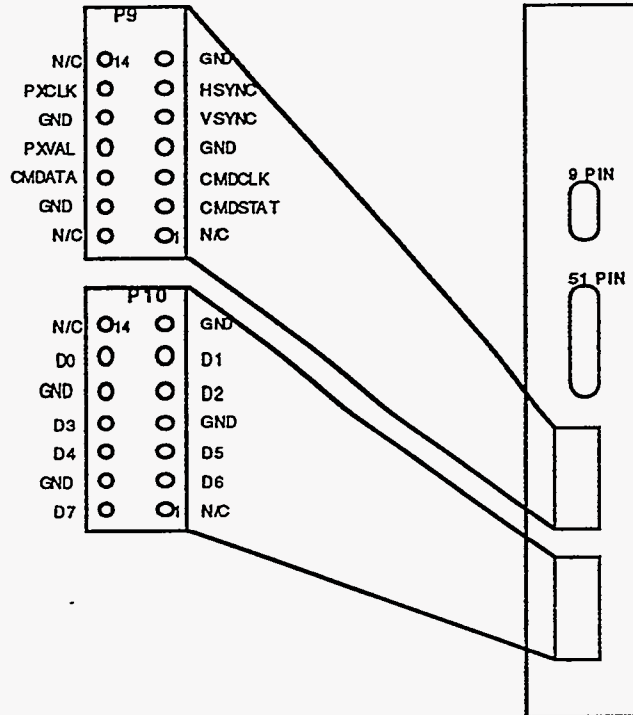 P9
N/C 14 GND
PXCLK HSYNC
9 PIN
GND VSYNC
PXVAL GND
CMDATA CMDCLK
GND CMDSTAT
N/C 1 N/C
51 PIN
P10
N/C 14 GND
D0 D1
GND D2
D3 GND
D4 D5
GND D6
D7 1 N/C